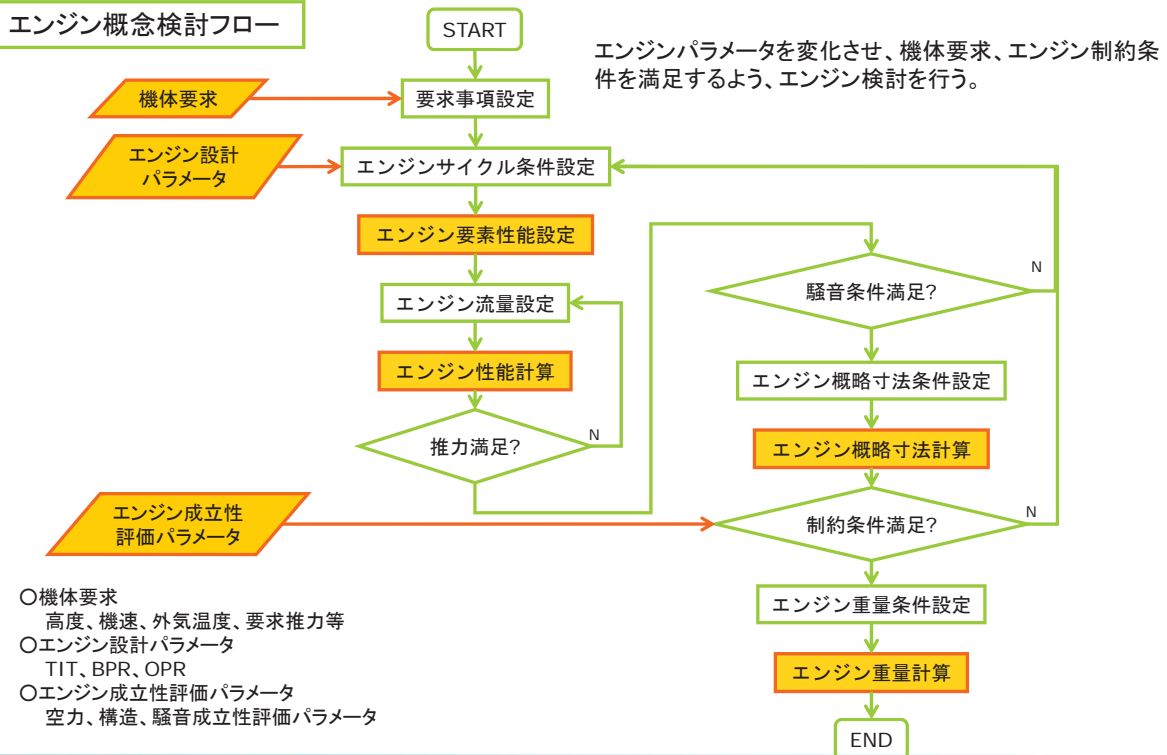 エンジン概念検討フロー
START
エンジンパラメータを変化させ、機体要求、エンジン制約条
件を満足するよう、エンジン検討を行う。
機体要求
要求事項設定
エンジン設計
パラメータ
エンジンサイクル条件設定
エンジン要素性能設定
エンジン流量設定
エンジン性能計算
推力満足?
N
騒音条件満足?
N
エンジン概略寸法条件設定
エンジン概略寸法計算
エンジン成立性
評価パラメータ
制約条件満足?
N
エンジン重量条件設定
エンジン重量計算
END
〇機体要求
高度、機速、外気温度、要求推力等
〇エンジン設計パラメータ
TIT、BPR、OPR
〇エンジン成立性評価パラメータ
空力、構造、騒音成立性評価パラメータ